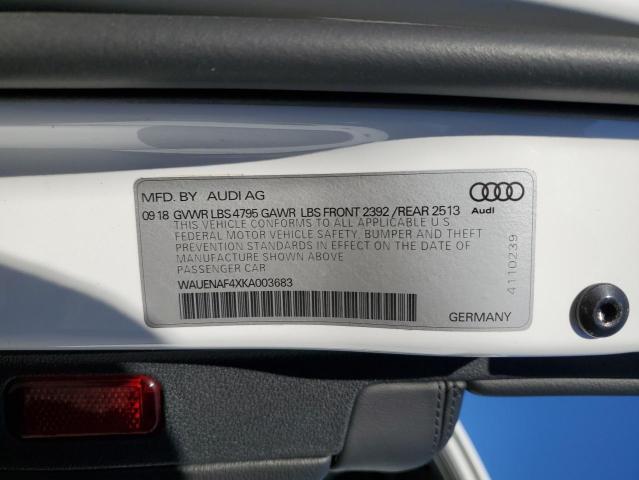 MFD. BY AUDI AG
09 18 GVWR LBS 4795 GAWR LBS FRONT 2392 /REAR 2513
Audi
THIS VEHICLE CONFORMS TO ALL APPLICABLE U.S.
FEDERAL MOTOR VEHICLE SAFETY, BUMPER AND THEFT
PREVENTION STANDARDS IN EFFECT ON THE DATE OF
MANUFACTURE SHOWN ABOVE
PASSENGER CAR
WAUENAF4XKA003683
4110239
GERMANY